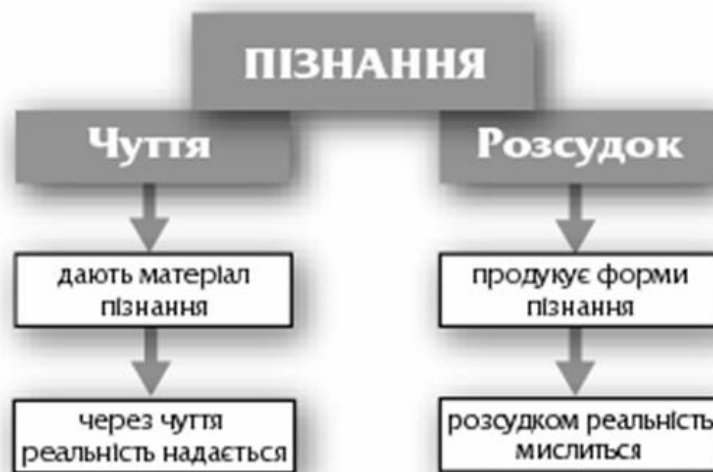 ПІЗНАННЯ
Чуття
Розсудок
дають матеріал
пізнання
продукує форми
пізнання
через чуття
реальність надається
розсудком реальність
мислиться